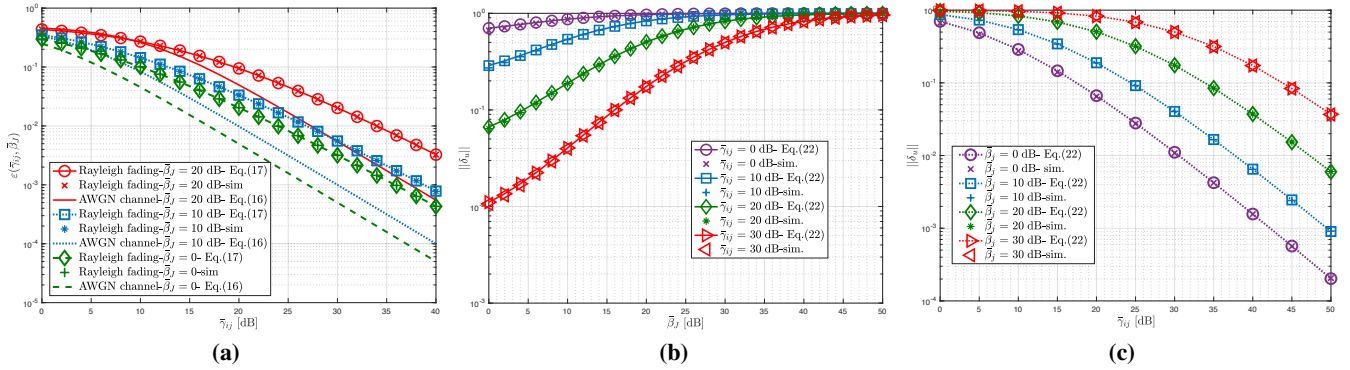 ε(γ̄ij, β̄J)
10^0
10^-1
10^-2
10^-3
10^-4
10^-5
Rayleigh fading-β̄J = 20 dB- Eq.(17)
Rayleigh fading-β̄J = 20 dB-sim
AWGN channel-β̄J = 20 dB- Eq.(16)
Rayleigh fading-β̄J = 10 dB- Eq.(17)
Rayleigh fading-β̄J = 10 dB-sim
AWGN channel-β̄J = 10 dB- Eq.(16)
Rayleigh fading-β̄J = 0- Eq.(17)
Rayleigh fading-β̄J = 0-sim
AWGN channel-β̄J = 0- Eq.(16)
0 5 10 15 20 25 30 35 40
γ̄ij [dB]
(a)
||δu||
10^0
10^-1
10^-2
10^-3
γ̄ij = 0 dB- Eq.(22)
γ̄ij = 0 dB-sim.
γ̄ij = 10 dB- Eq.(22)
γ̄ij = 10 dB-sim.
γ̄ij = 20 dB- Eq.(22)
γ̄ij = 20 dB-sim.
γ̄ij = 30 dB- Eq.(22)
γ̄ij = 30 dB-sim.
0 5 10 15 20 25 30 35 40 45 50
β̄J [dB]
(b)
||δu||
10^0
10^-1
10^-2
10^-3
10^-4
β̄j = 0 dB- Eq.(22)
β̄j = 0 dB-sim.
β̄j = 10 dB- Eq.(22)
β̄j = 10 dB-sim.
β̄j = 20 dB- Eq.(22)
β̄j = 20 dB-sim.
β̄j = 30 dB- Eq.(22)
β̄j = 30 dB-sim.
0 5 10 15 20 25 30 35 40 45 50
γ̄ij [dB]
(c)